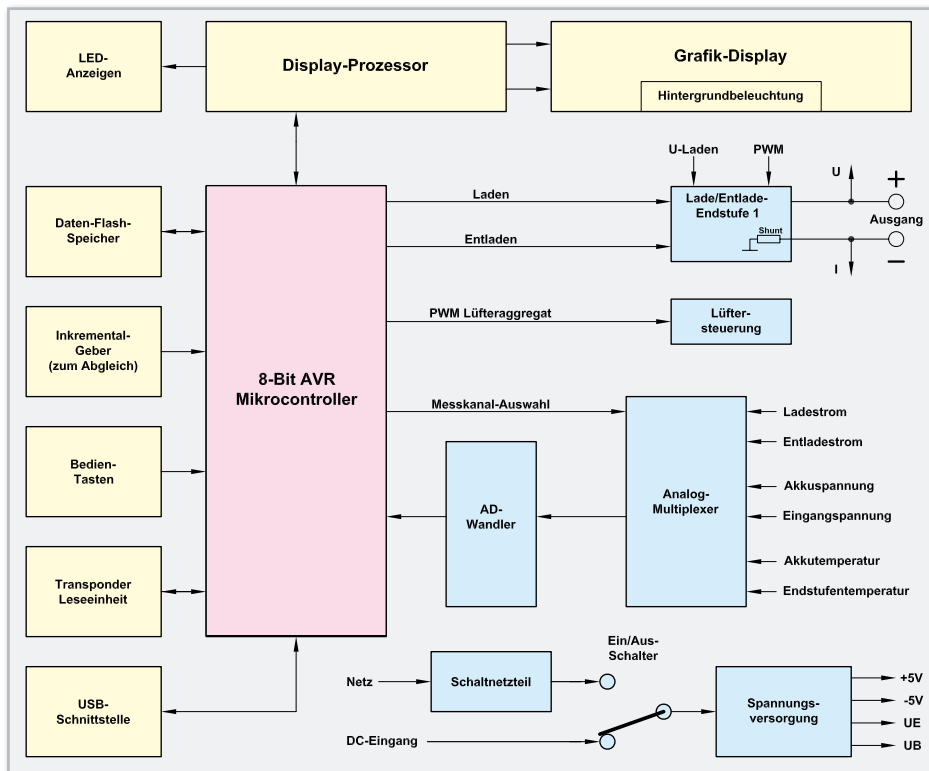 LED-
Anzeigen
Display-Prozessor
Grafik-Display
Hintergrundbeleuchtung
U-Laden
PWM
U
+
Daten-Flash-
Speicher
Laden
Lade/Entlade-
Endstufe 1
Ausgang
Entladen
Shunt
−
I
Inkremental-
Geber
(zum Abgleich)
PWM Lüfteraggregat
Lüfter-
steuerung
8-Bit AVR
Mikrocontroller
Messkanal-Auswahl
Ladestrom
Entladestrom
Bedien-
Tasten
AD-
Wandler
Analog-
Multiplexer
Akkuspannung
Eingangspannung
Akkutemperatur
Endstufentemperatur
Transponder
Leseeinheit
Ein/Aus-
Schalter
Netz
Schaltnetzteil
USB-
Schnittstelle
DC-Eingang
Spannungs-
versorgung
+5V
-5V
UE
UB